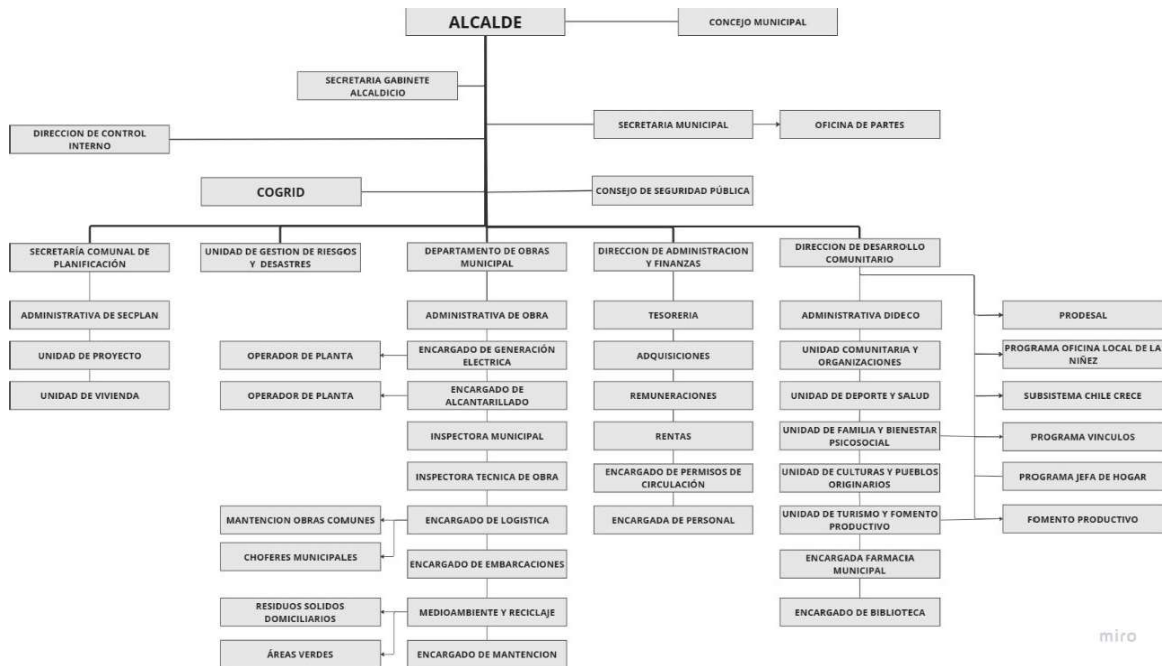 ALCALDE
CONCEJO MUNICIPAL
SECRETARIA GABINETE
ALCALDICIO
DIRECCION DE CONTROL
INTERNO
SECRETARIA MUNICIPAL
OFICINA DE PARTES
COGRID
CONSEJO DE SEGURIDAD PÚBLICA
SECRETARÍA COMUNAL DE
PLANIFICACIÓN
UNIDAD DE GESTION DE RIESGOS
Y DESASTRES
DEPARTAMENTO DE OBRAS
MUNICIPAL
DIRECCION DE ADMINISTRACION
Y FINANZAS
DIRECCION DE DESARROLLO
COMUNITARIO
ADMINISTRATIVA DE SECPLAN
UNIDAD DE PROYECTO
UNIDAD DE VIVIENDA
ADMINISTRATIVA DE OBRA
OPERADOR DE PLANTA
ENCARGADO DE GENERACIÓN
ELECTRICA
OPERADOR DE PLANTA
ENCARGADO DE
ALCANTARILLADO
INSPECTORA MUNICIPAL
INSPECTORA TECNICA DE OBRA
MANTENCION OBRAS COMUNES
ENCARGADO DE LOGISTICA
CHOFERES MUNICIPALES
ENCARGADO DE EMBARCACIONES
RESIDUOS SOLIDOS
DOMICILIARIOS
MEDIOAMBIENTE Y RECICLAJE
ÁREAS VERDES
ENCARGADO DE MANTENCION
TESORERIA
ADQUISICIONES
REMUNERACIONES
RENTAS
ENCARGADO DE PERMISOS DE
CIRCULACIÓN
ENCARGADA DE PERSONAL
ADMINISTRATIVA DIDECO
UNIDAD COMUNITARIA Y
ORGANIZACIONES
UNIDAD DE DEPORTE Y SALUD
UNIDAD DE FAMILIA Y BIENESTAR
PSICOSOCIAL
UNIDAD DE CULTURAS Y PUEBLOS
ORIGINARIOS
UNIDAD DE TURISMO Y FOMENTO
PRODUCTIVO
ENCARGADA FARMACIA
MUNICIPAL
ENCARGADO DE BIBLIOTECA
PRODESAL
PROGRAMA OFICINA LOCAL DE LA
NIÑEZ
SUBSISTEMA CHILE CRECE
PROGRAMA VINCULOS
PROGRAMA JEFA DE HOGAR
FOMENTO PRODUCTIVO
miro